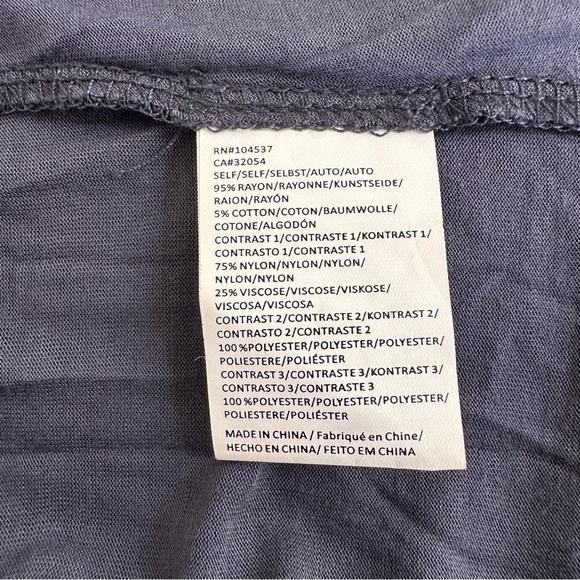 RN#104537
CA#32054
SELF/SELF/SELBST/AUTO/AUTO
95% RAYON/RAYONNE/KUNSTSEIDE/
RAION/RAYÓN
5% COTTON/COTON/BAUMWOLLE/
COTONE/ALGODÓN
CONTRAST 1/CONTRASTE 1/KONTRAST 1/
CONTRASTO 1/CONTRASTE 1
75% NYLON/NYLON/NYLON/
NYLON/NYLON
25% VISCOSE/VISCOSE/VISKOSE/
VISCOSA/VISCOSA
CONTRAST 2/CONTRASTE 2/KONTRAST 2/
CONTRASTO 2/CONTRASTE 2
100%POLYESTER/POLYESTER/POLYESTER/
POLIESTERE/POLIÉSTER
CONTRAST 3/CONTRASTE 3/KONTRAST 3/
CONTRASTO 3/CONTRASTE 3
100%POLYESTER/POLYESTER/POLYESTER/
POLIESTERE/POLIÉSTER
MADE IN CHINA / Fabriqué en Chine/
HECHO EN CHINA/ FEITO EM CHINA